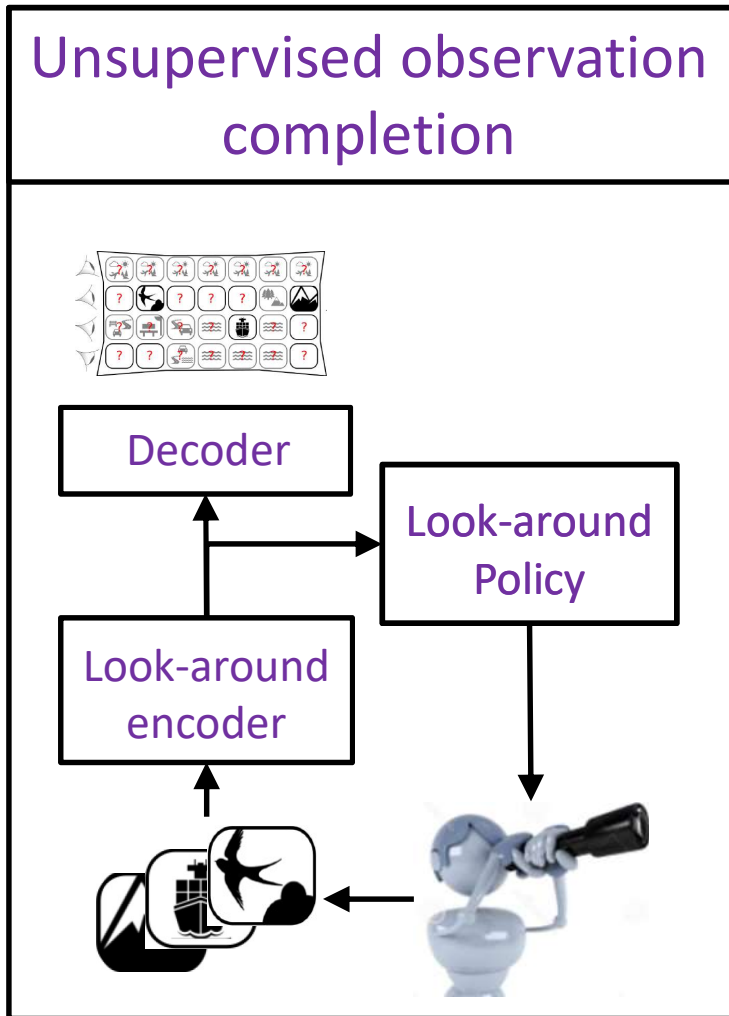 Unsupervised observation
completion
? ? ? ? ? ? ?
? ? ? ?
? ? ? ? ? ?
? ? ? ? ? ? ?
Decoder
Look-around
Policy
Look-around
encoder